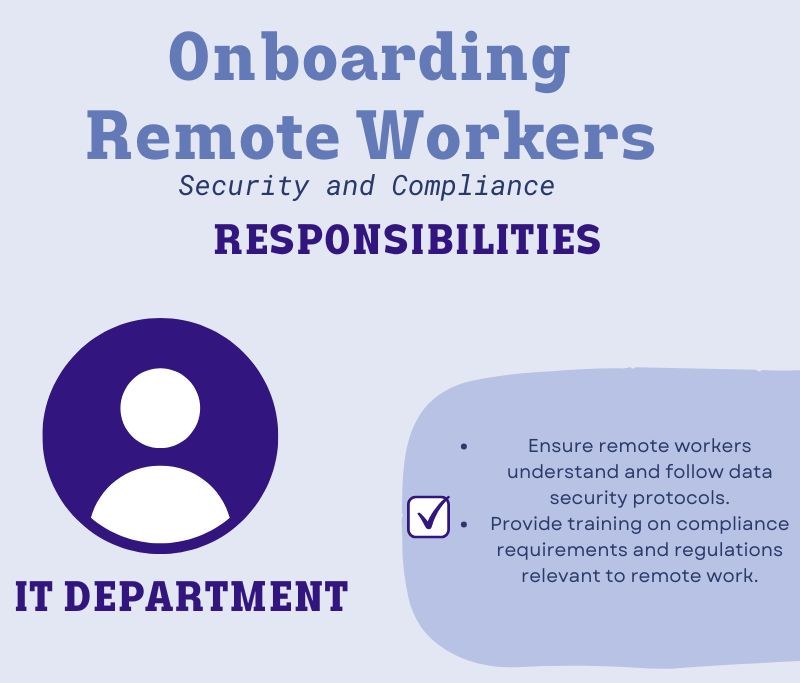 Onboarding
Remote Workers
Security and Compliance
RESPONSIBILITIES
IT DEPARTMENT
• Ensure remote workers
understand and follow data
security protocols.
• Provide training on compliance
requirements and regulations
relevant to remote work.